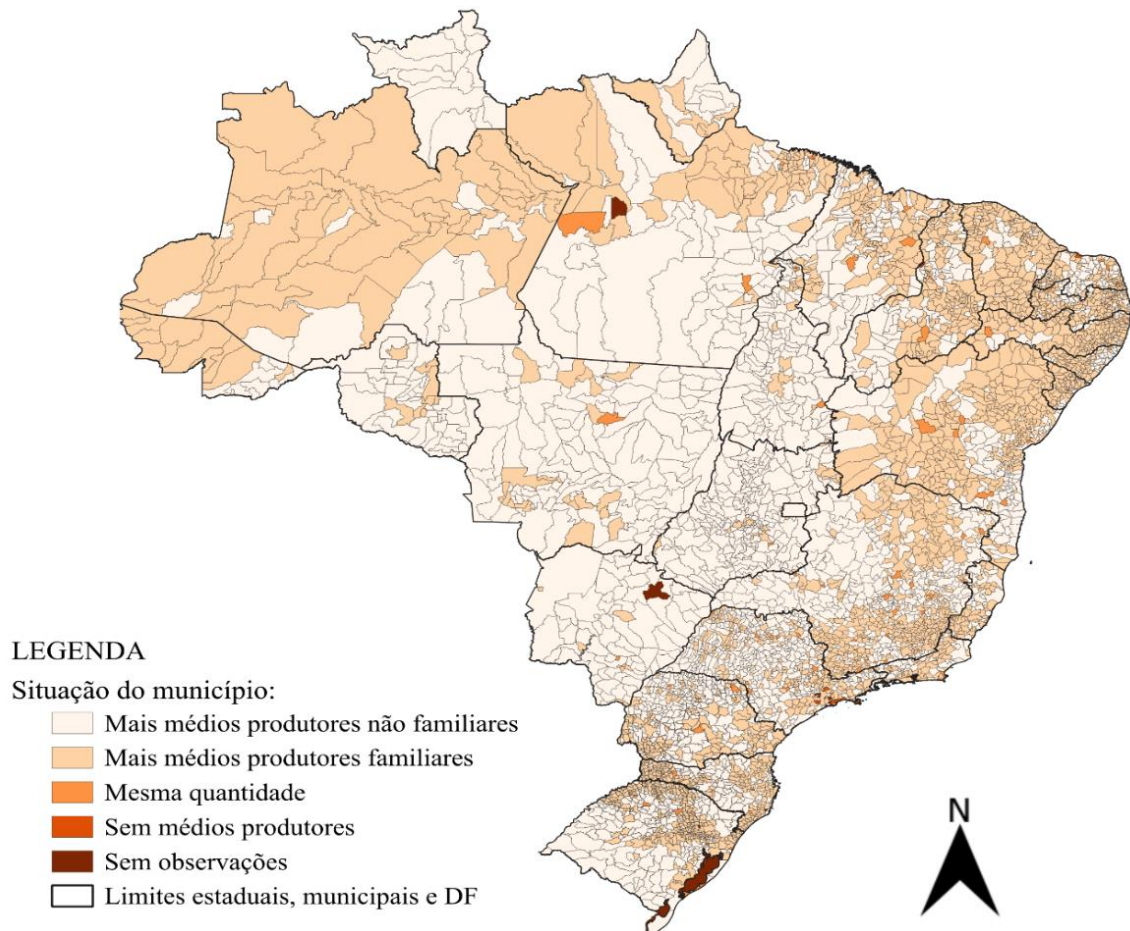 LEGENDA
Situação do município:
Mais médios produtores não familiares
Mais médios produtores familiares
Mesma quantidade
Sem médios produtores
Sem observações
Limites estaduais, municipais e DF
N